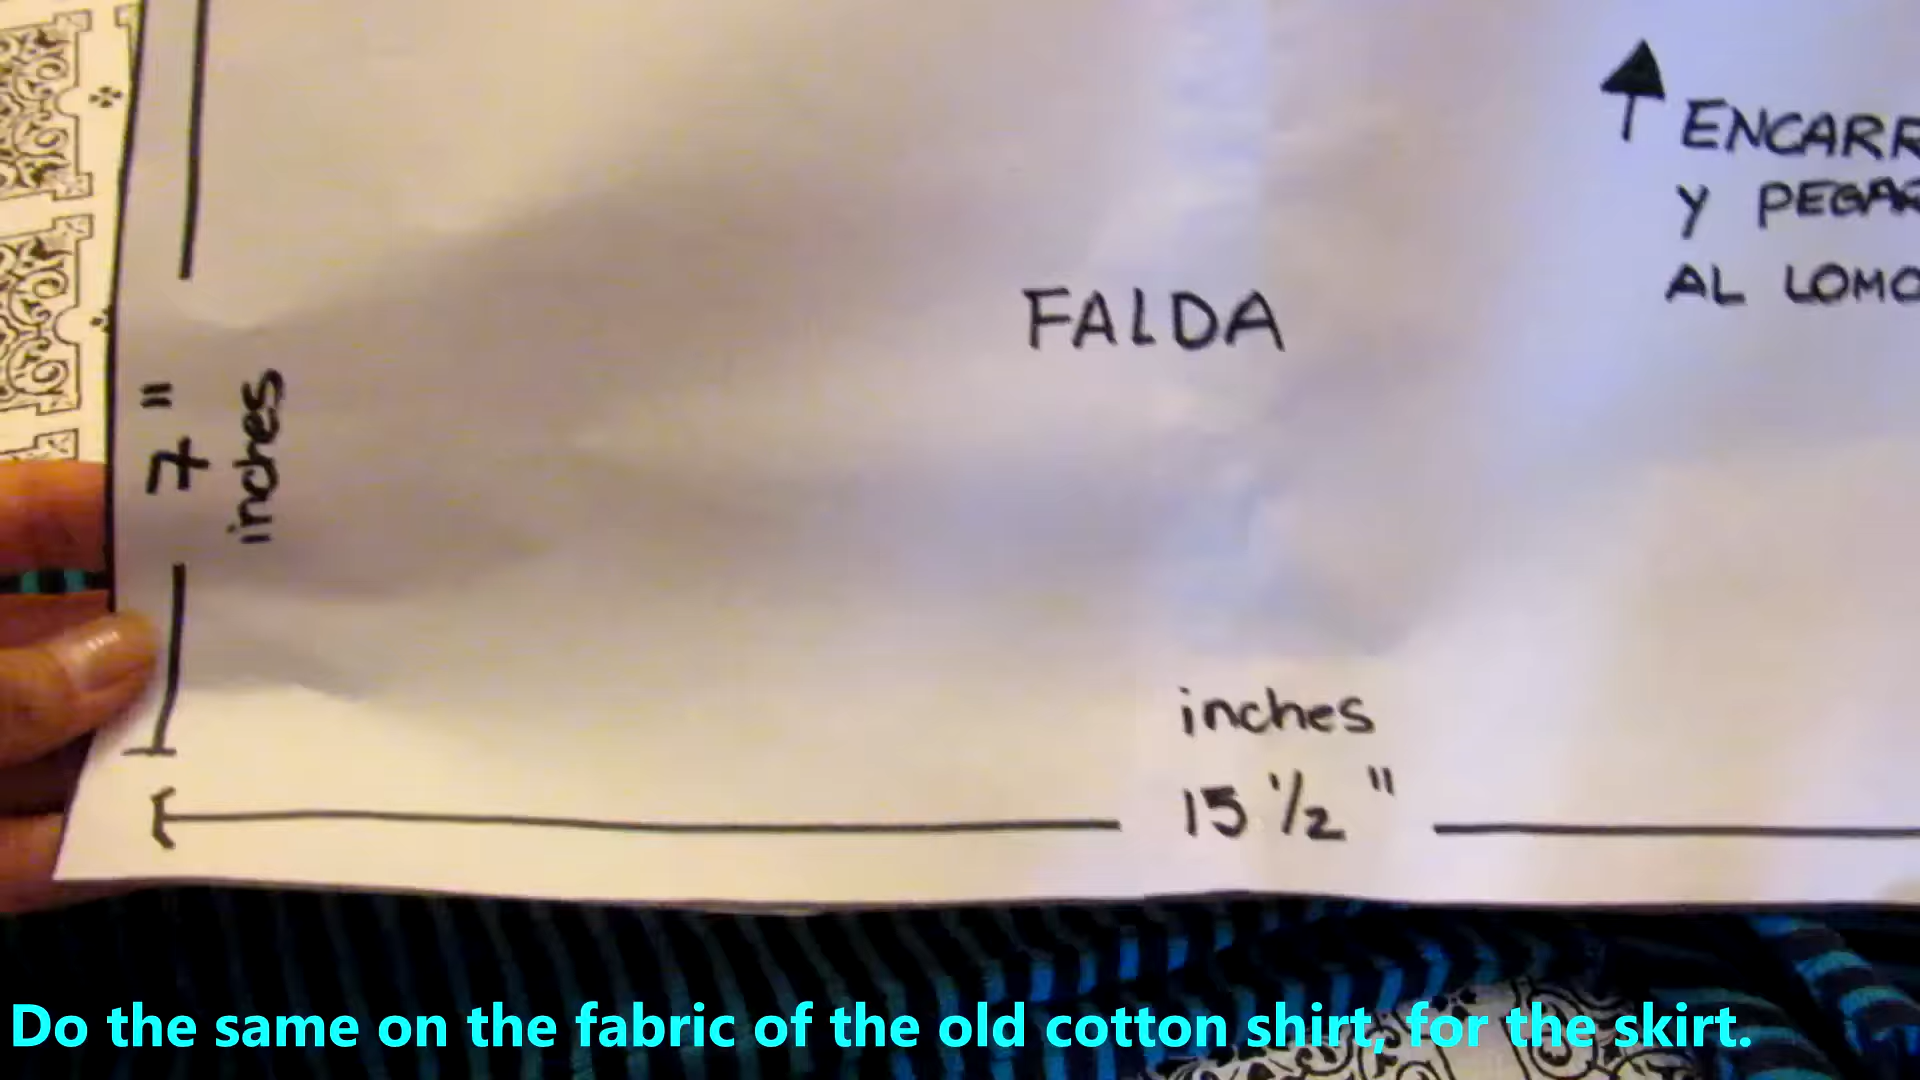 ENCARR
Y PEGAR
AL LOMO
FALDA
7 "
inches
inches
15 1/2 "
Do the same on the fabric of the old cotton shirt, for the skirt.